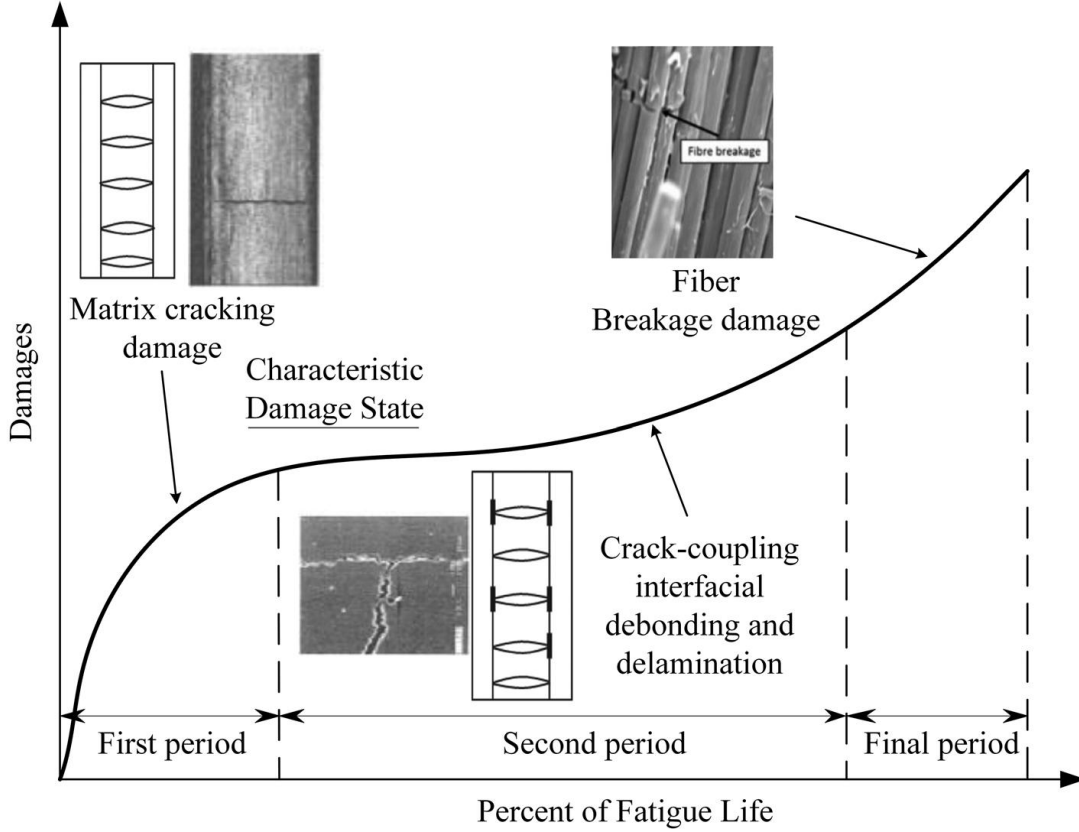 Fibre breakage
Matrix cracking
damage
Fiber
Breakage damage
Characteristic
Damage State
Damages
Crack-coupling
interfacial
debonding and
delamination
First period
Second period
Final period
Percent of Fatigue Life